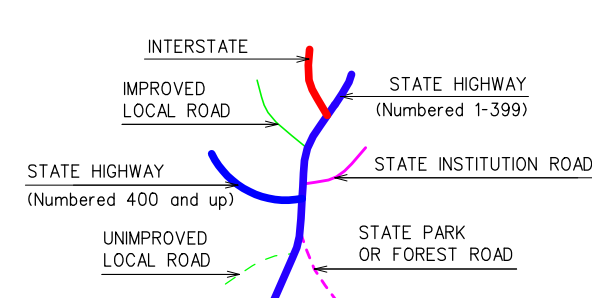 INTERSTATE
IMPROVED
LOCAL ROAD
STATE HIGHWAY
(Numbered 1-399)
STATE HIGHWAY
(Numbered 400 and up)
STATE INSTITUTION ROAD
UNIMPROVED
LOCAL ROAD
STATE PARK
OR FOREST ROAD